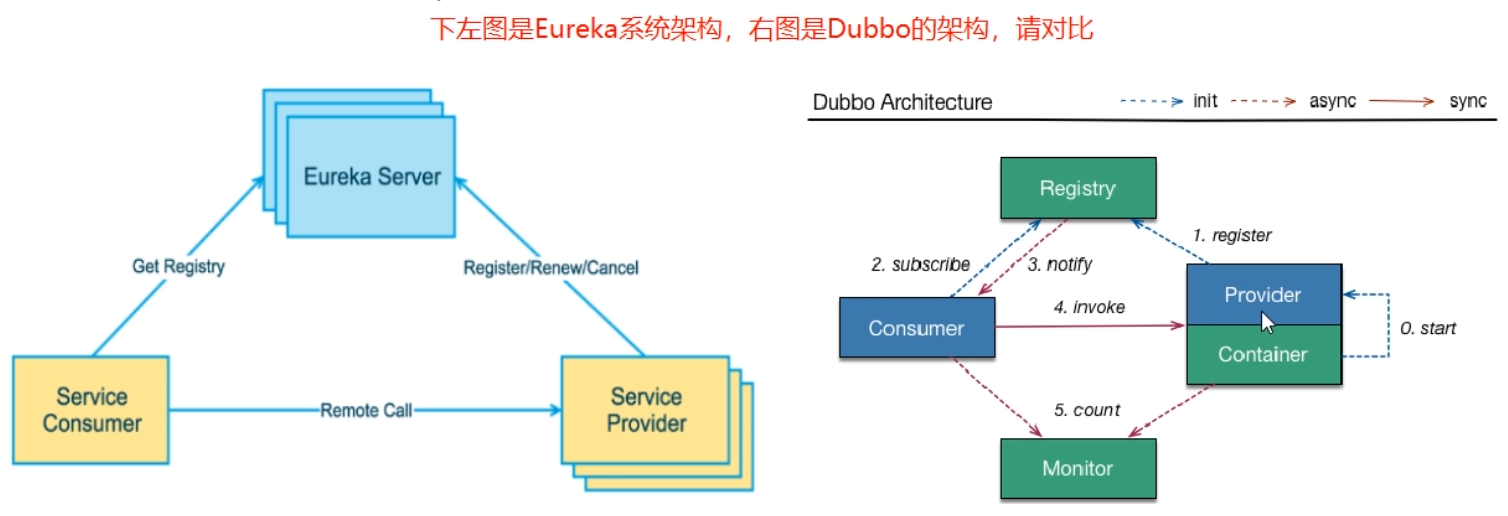 下左图是Eureka系统架构，右图是Dubbo的架构，请对比
Eureka Server
Get Registry
Register/Renew/Cancel
Service
Consumer
Remote Call
Service
Provider
Dubbo Architecture
init
async
sync
Registry
1. register
2. subscribe
3. notify
Provider
Consumer
4. invoke
0. start
Container
5. count
Monitor